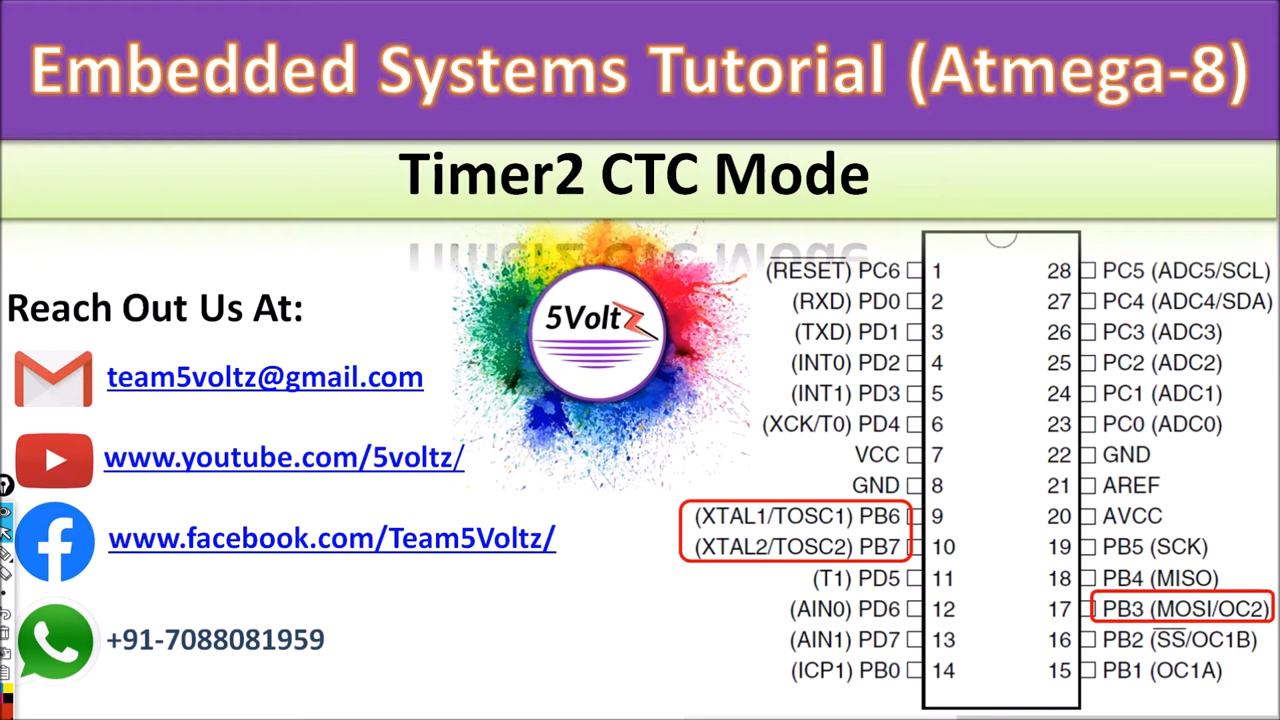 Embedded Systems Tutorial (Atmega-8)
Timer2 CTC Mode
Reach Out Us At:
team5voltz@gmail.com
www.youtube.com/5voltz/
www.facebook.com/Team5Voltz/
+91-7088081959
5VoltZ
(RESET) PC6 1 28 PC5 (ADC5/SCL)
(RXD) PD0 2 27 PC4 (ADC4/SDA)
(TXD) PD1 3 26 PC3 (ADC3)
(INT0) PD2 4 25 PC2 (ADC2)
(INT1) PD3 5 24 PC1 (ADC1)
(XCK/T0) PD4 6 23 PC0 (ADC0)
VCC 7 22 GND
GND 8 21 AREF
(XTAL1/TOSC1) PB6 9 20 AVCC
(XTAL2/TOSC2) PB7 10 19 PB5 (SCK)
(T1) PD5 11 18 PB4 (MISO)
(AIN0) PD6 12 17 PB3 (MOSI/OC2)
(AIN1) PD7 13 16 PB2 (SS/OC1B)
(ICP1) PB0 14 15 PB1 (OC1A)